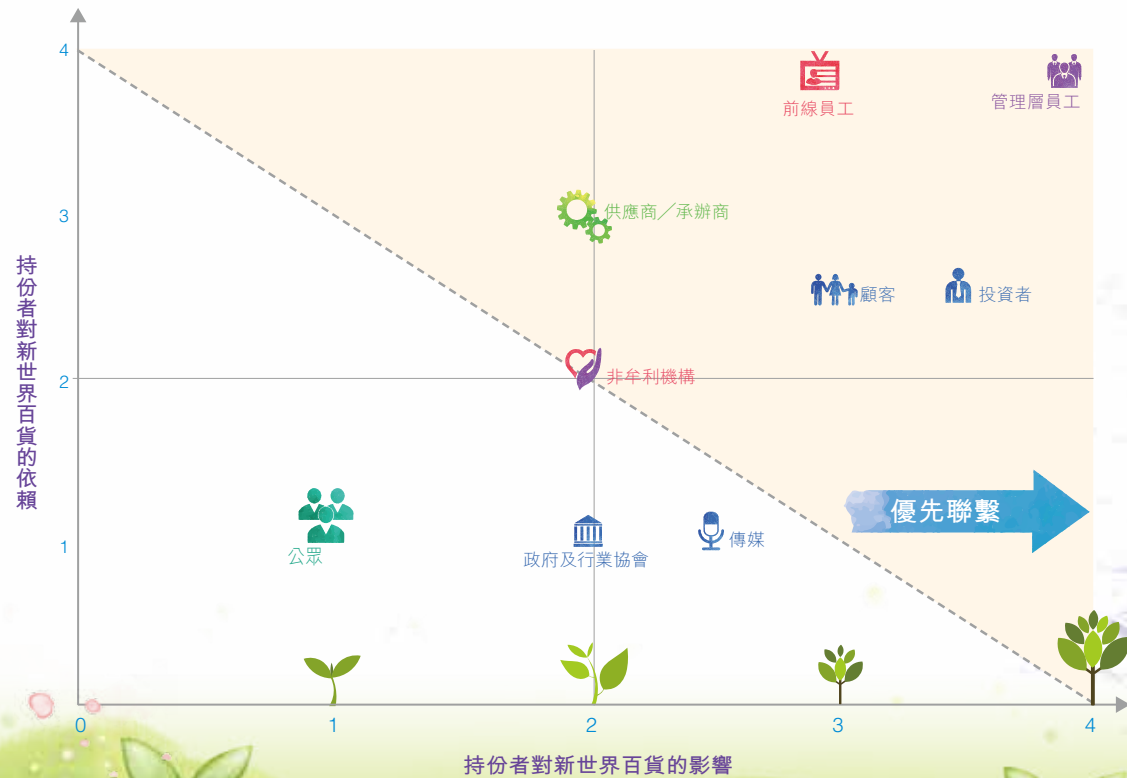 4
前線員工
管理層員工
3
供應商／承辦商
顧客
投資者
持份者對新世界百貨的依賴
2
非牟利機構
優先聯繫
1
公眾
政府及行業協會
傳媒
0
1
2
3
4
持份者對新世界百貨的影響